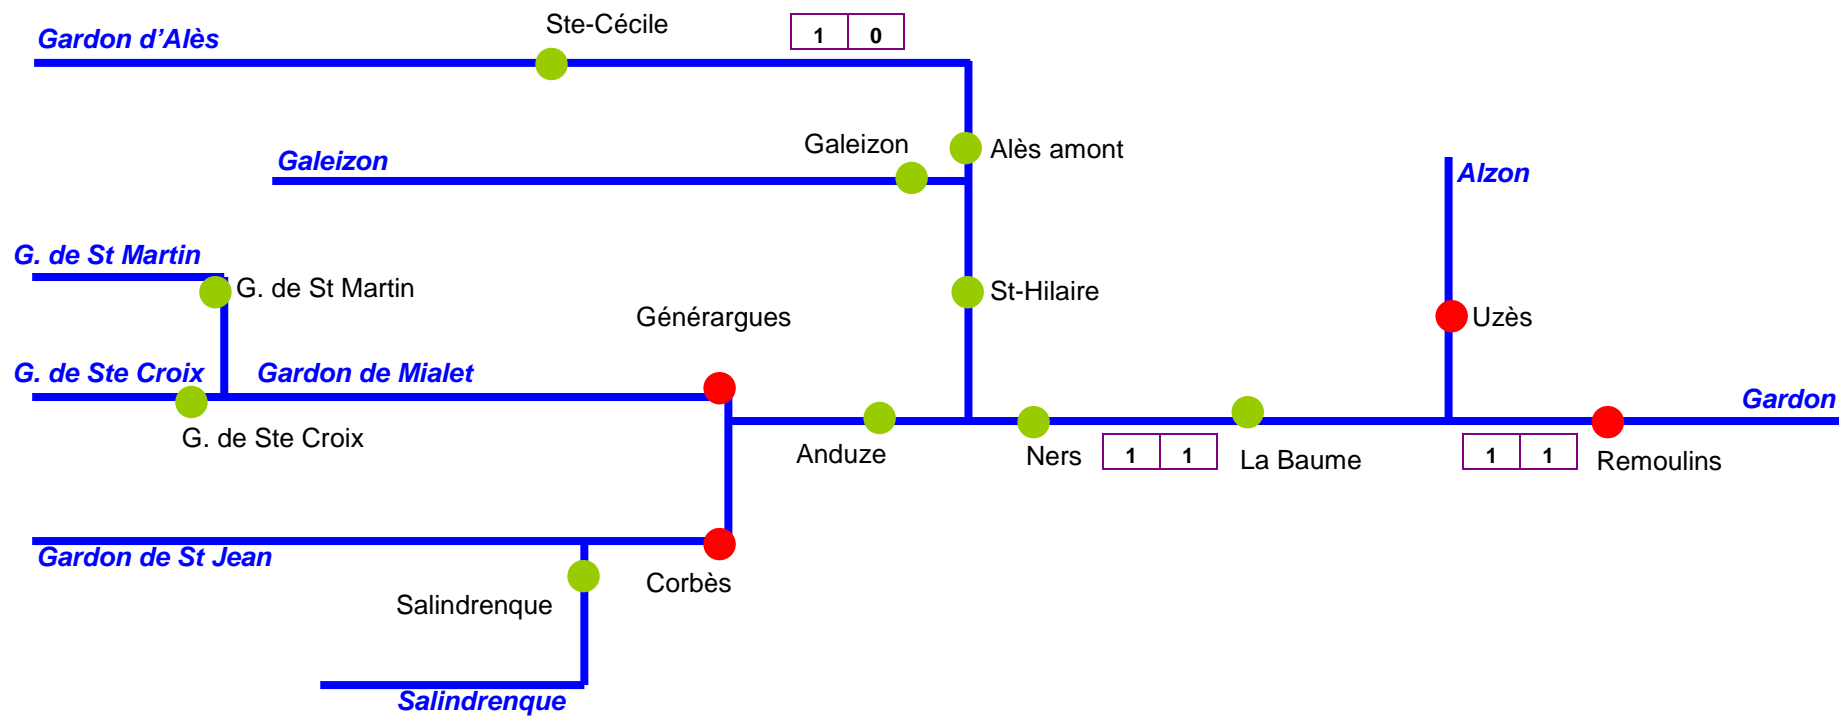 Ste-Cécile
1 0
Gardon d’Alès
Galeizon
Alès amont
Galeizon
Alzon
G. de St Martin
G. de St Martin
St-Hilaire
Générargues
Uzès
G. de Ste Croix
Gardon de Mialet
Gardon
G. de Ste Croix
Anduze
Ners
1 1
La Baume
1 1
Remoulins
Gardon de St Jean
Corbès
Salindrenque
Salindrenque